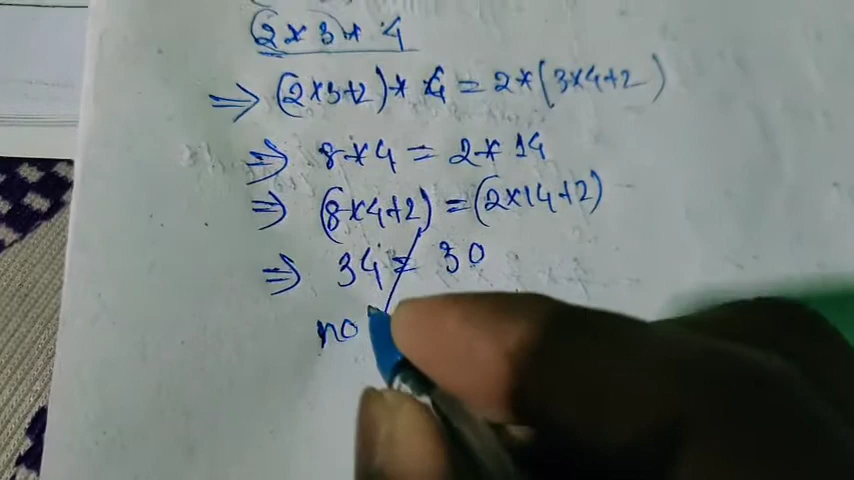 (2 * 3) * 4
⇒ (2×3+2) * 4 = 2 * (3×4+2)
⇒ 8 * 4 = 2 * 14
⇒ (8×4+2) = (2×14+2)
⇒ 34 ≠ 30
no